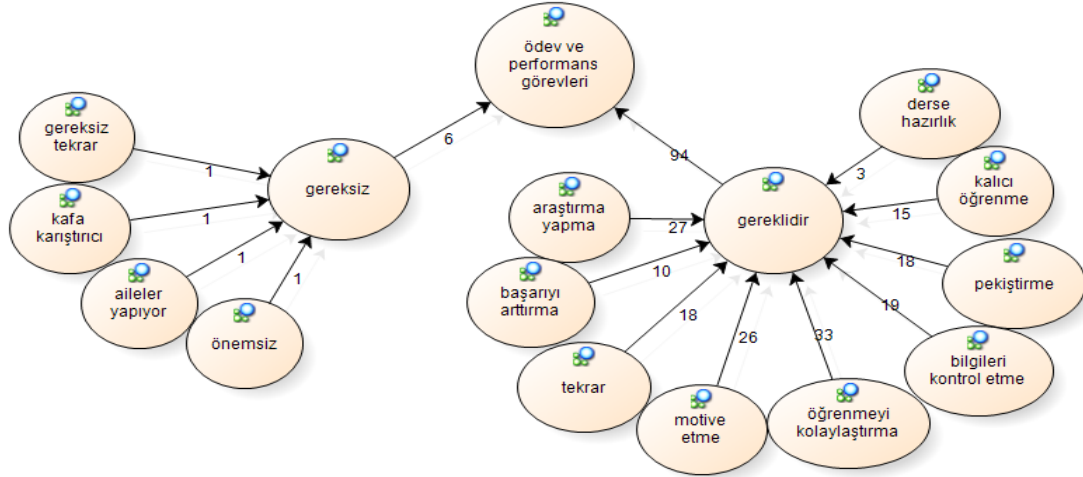 ödev ve
performans
görevleri
gereksiz
tekrar
kafa
karıştırıcı
aileler
yapıyor
önemsiz
gereksiz
1
1
1
1
6
94
gereklidir
araştırma
yapma
başarıyı
arttırma
tekrar
motive
etme
öğrenmeyi
kolaylaştırma
bilgileri
kontrol etme
pekiştirme
kalıcı
öğrenme
derse
hazırlık
27
10
18
26
33
19
18
15
3